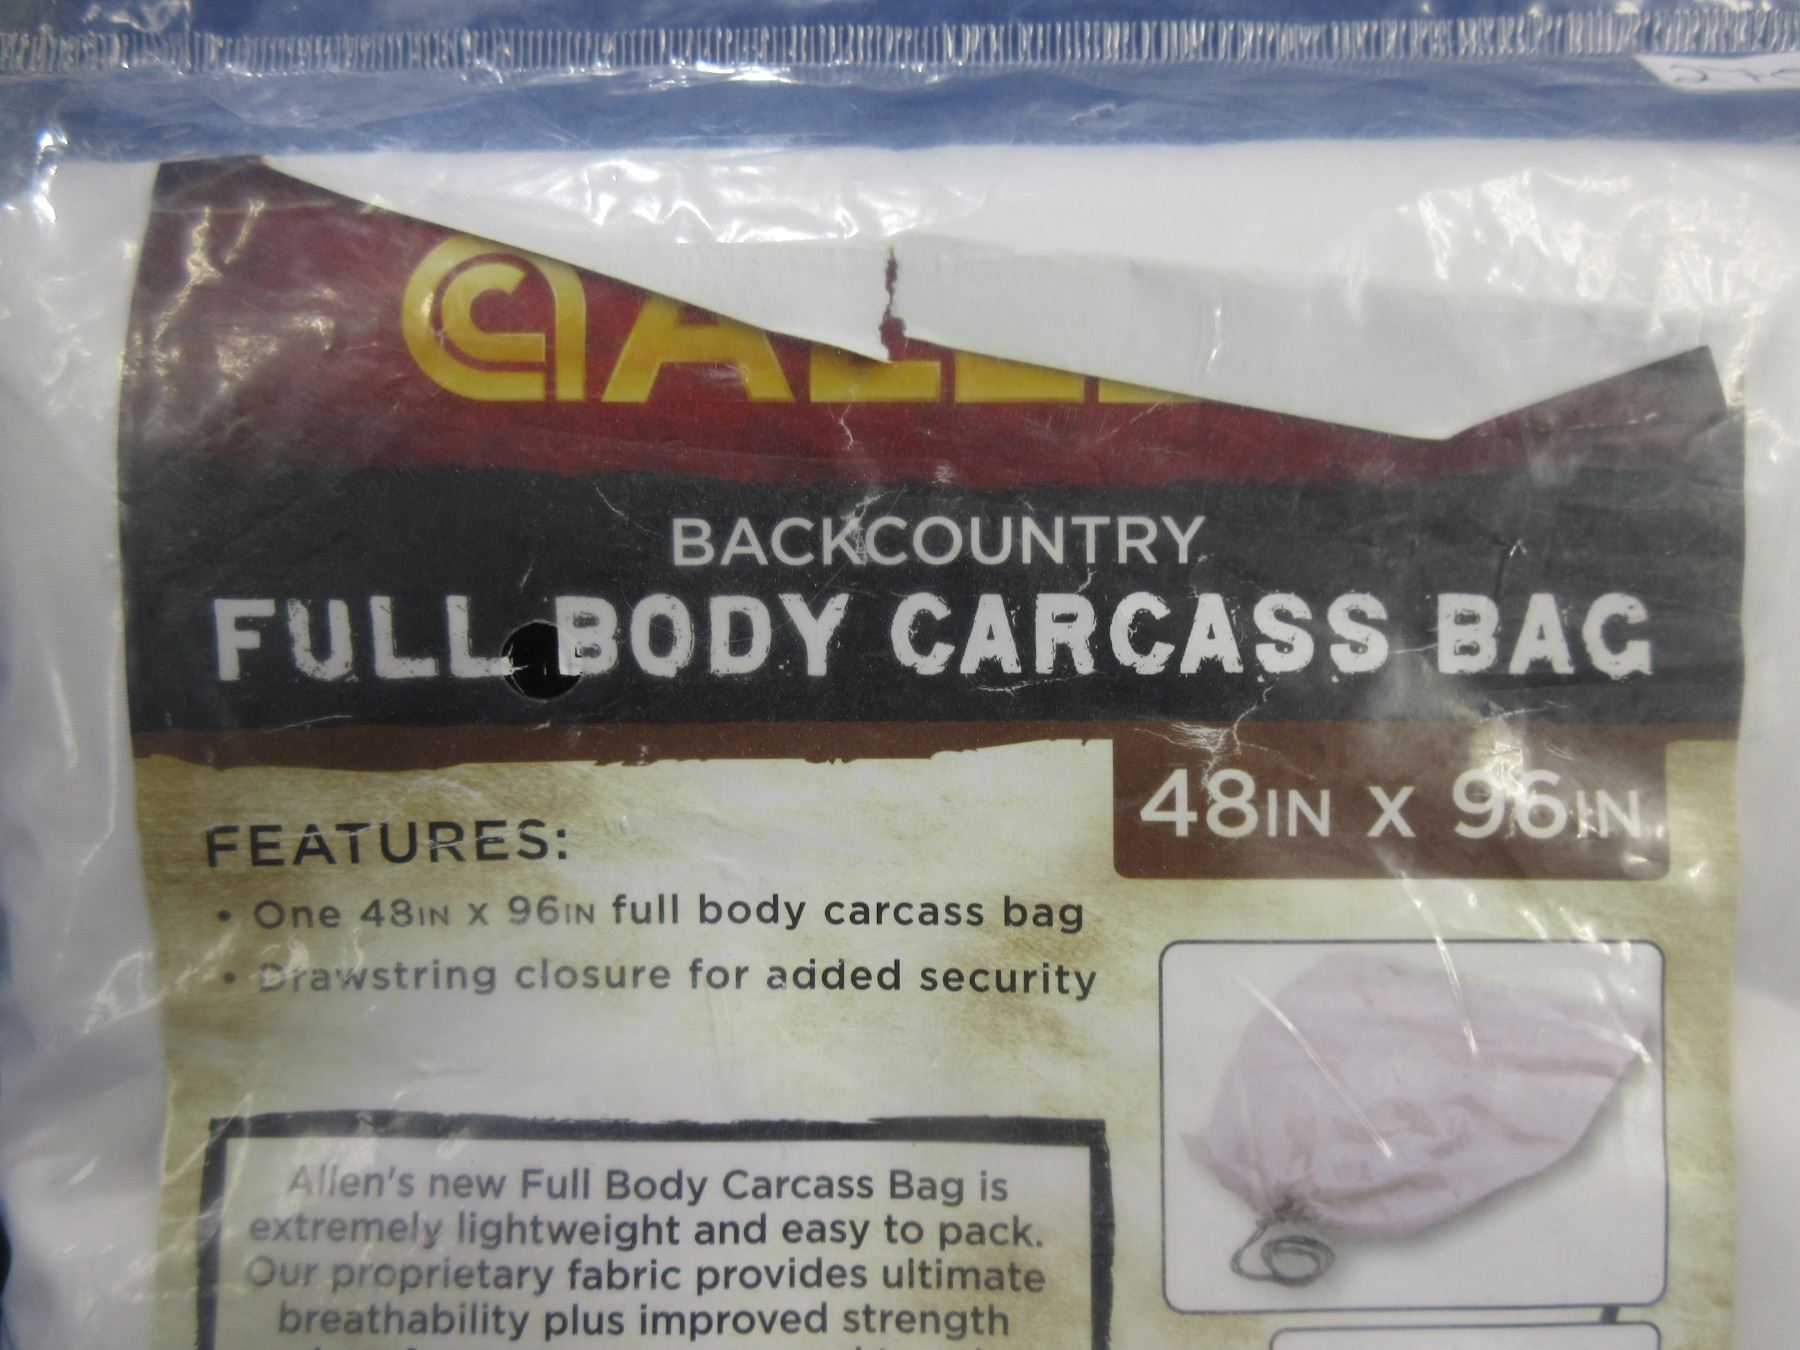 ALLEN
BACKCOUNTRY
FULL BODY CARCASS BAG
48IN X 96IN
FEATURES:
• One 48IN X 96IN full body carcass bag
• Drawstring closure for added security
Allen's new Full Body Carcass Bag is
extremely lightweight and easy to pack.
Our proprietary fabric provides ultimate
breathability plus improved strength